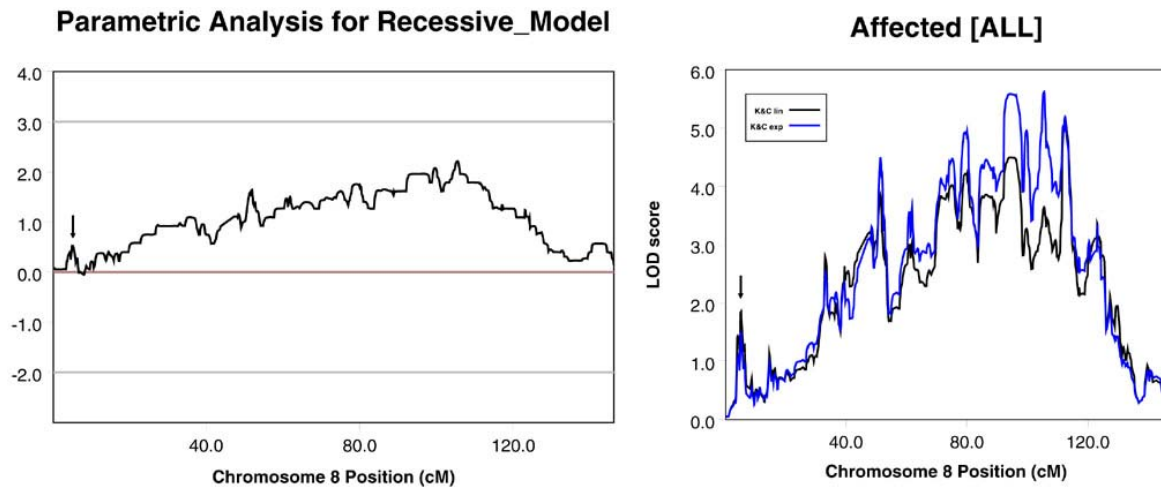 Parametric Analysis for Recessive_Model
4.0
3.0
2.0
1.0
0.0
-1.0
-2.0
40.0
80.0
120.0
Chromosome 8 Position (cM)
Affected [ALL]
LOD score
6.0
5.0
4.0
3.0
2.0
1.0
0.0
K&C lin
K&C exp
40.0
80.0
120.0
Chromosome 8 Position (cM)